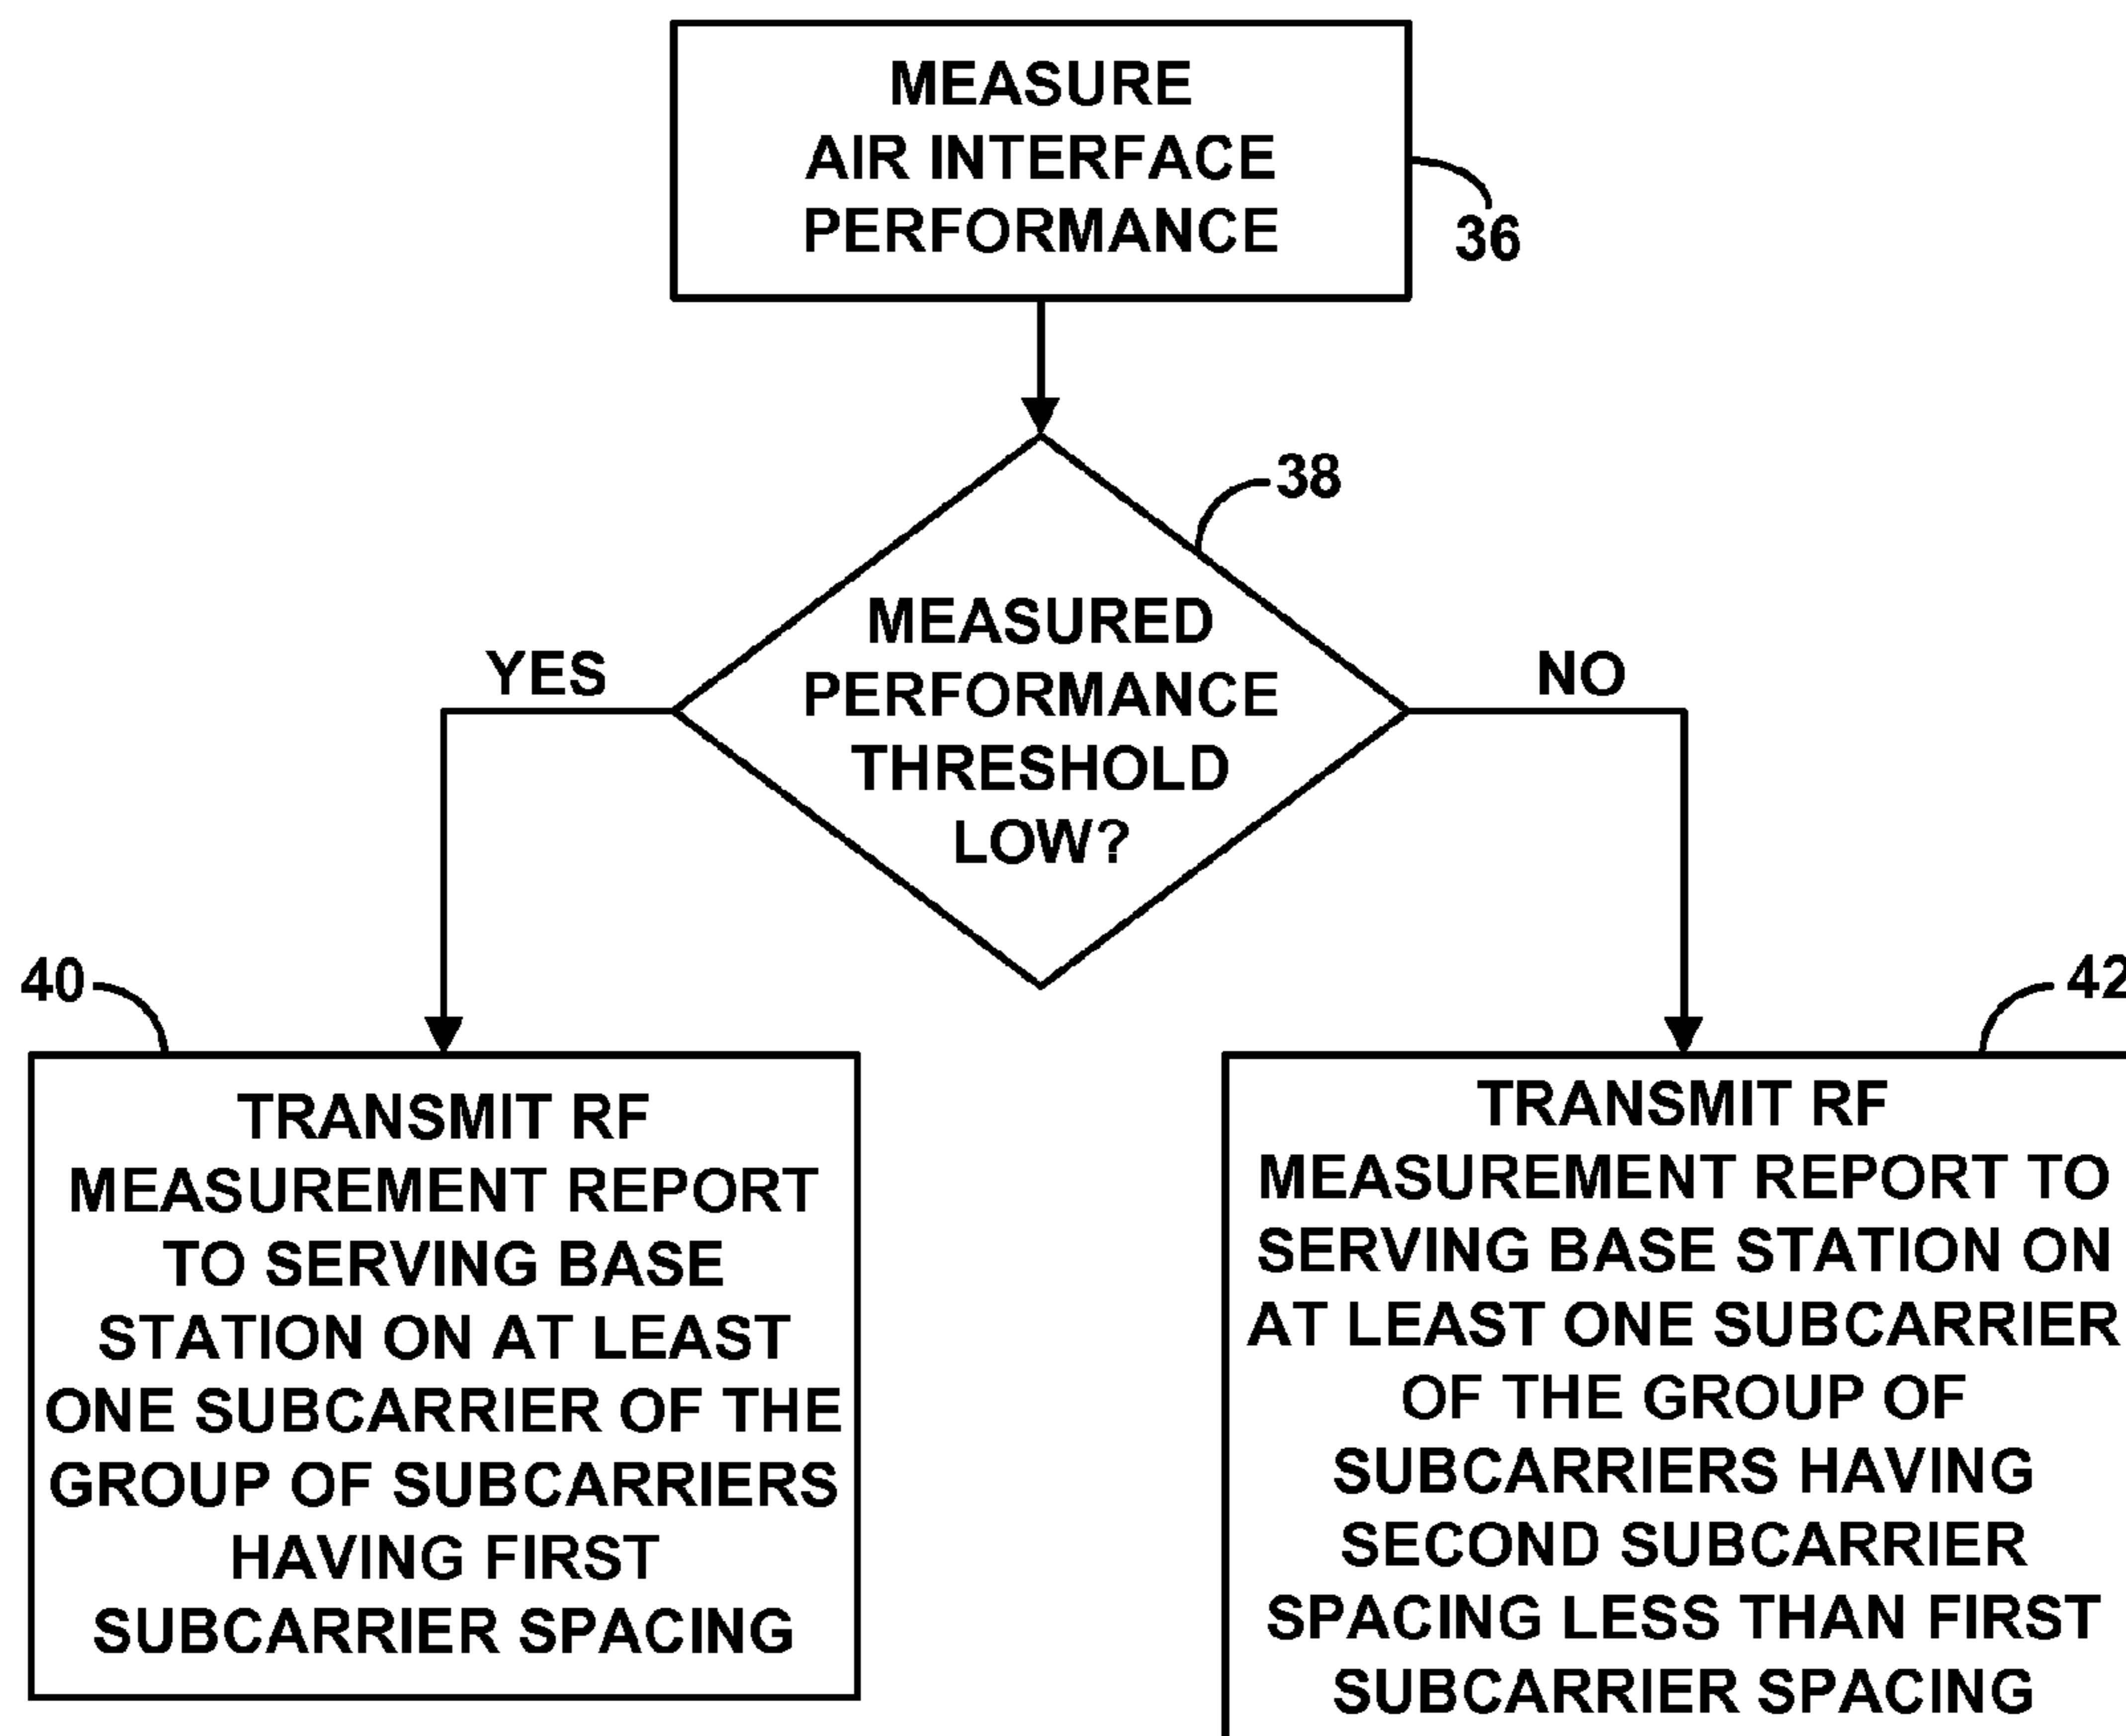 MEASURE
AIR INTERFACE
PERFORMANCE
36
38
MEASURED
PERFORMANCE
THRESHOLD
LOW?
YES
NO
40
TRANSMIT RF
MEASUREMENT REPORT
TO SERVING BASE
STATION ON AT LEAST
ONE SUBCARRIER OF THE
GROUP OF SUBCARRIERS
HAVING FIRST
SUBCARRIER SPACING
42
TRANSMIT RF
MEASUREMENT REPORT TO
SERVING BASE STATION ON
AT LEAST ONE SUBCARRIER
OF THE GROUP OF
SUBCARRIERS HAVING
SECOND SUBCARRIER
SPACING LESS THAN FIRST
SUBCARRIER SPACING